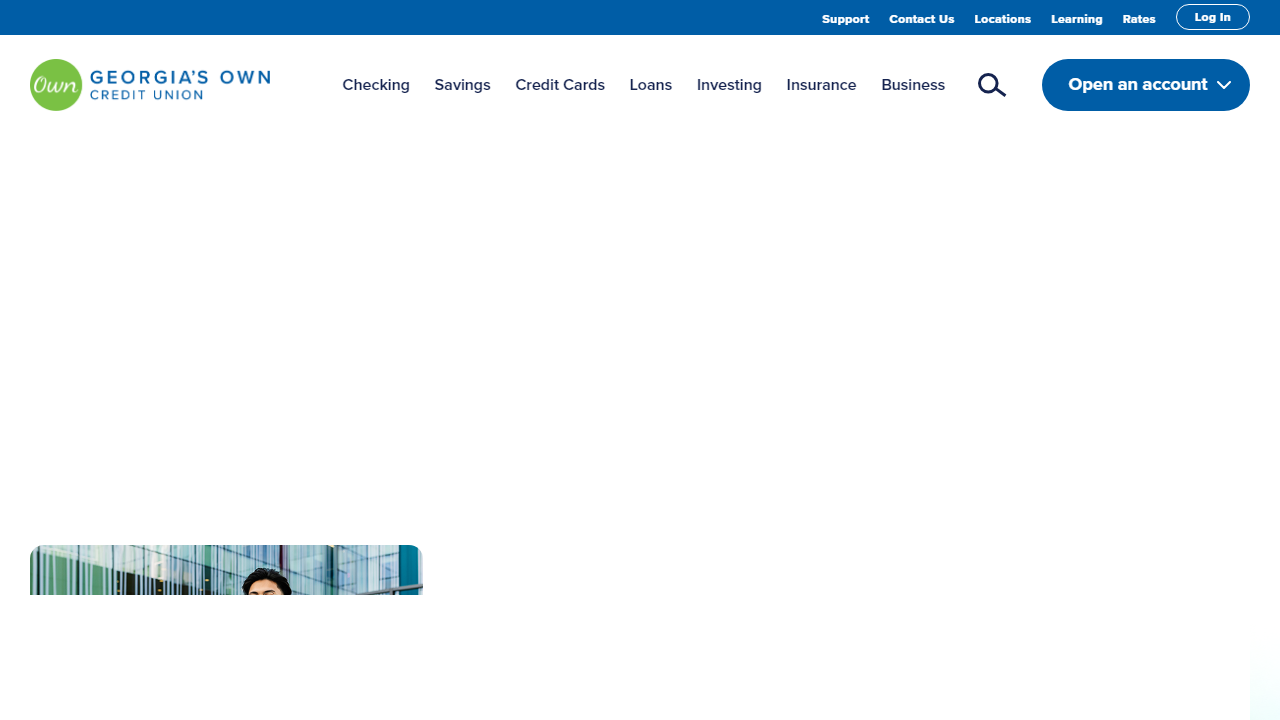 Support Contact Us Locations Learning Rates Log In
Own GEORGIA'S OWN
CREDIT UNION
Checking Savings Credit Cards Loans Investing Insurance Business Open an account